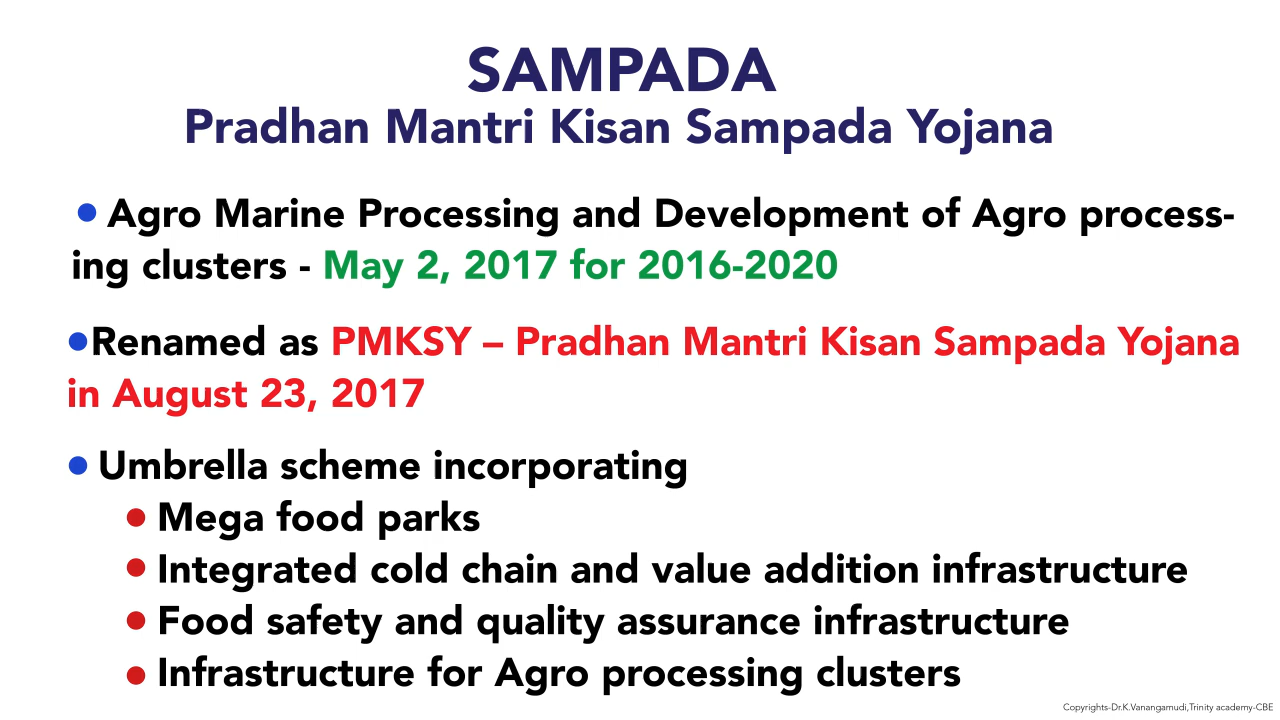 SAMPADA
Pradhan Mantri Kisan Sampada Yojana
● Agro Marine Processing and Development of Agro process-
ing clusters - May 2, 2017 for 2016-2020
●Renamed as PMKSY – Pradhan Mantri Kisan Sampada Yojana
in August 23, 2017
● Umbrella scheme incorporating
● Mega food parks
● Integrated cold chain and value addition infrastructure
● Food safety and quality assurance infrastructure
● Infrastructure for Agro processing clusters
Copyrights-Dr.K.Vanangamudi,Trinity academy-CBE